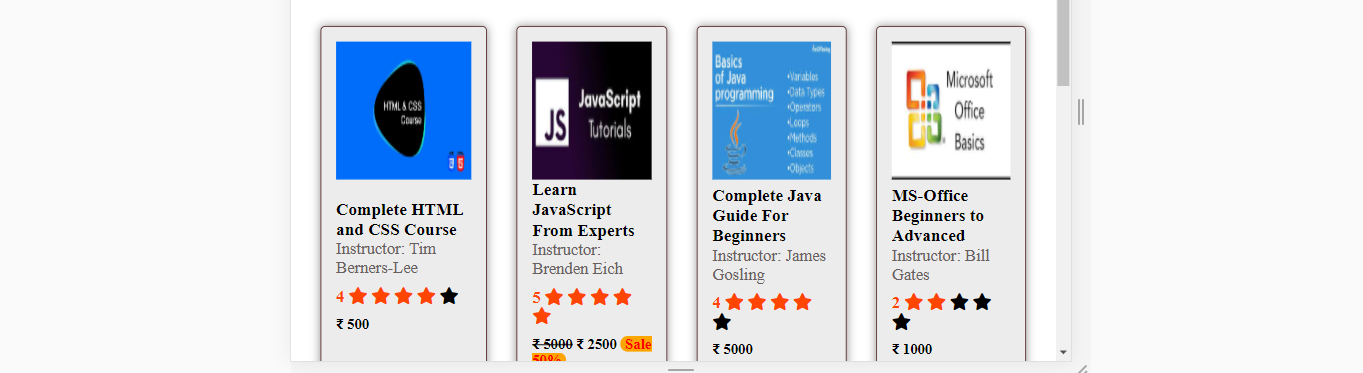 HTML & CSS
Course
Complete HTML
and CSS Course
Instructor: Tim
Berners-Lee
4
₹ 500
JS
JavaScript
Tutorials
Learn
JavaScript
From Experts
Instructor:
Brenden Eich
5
₹ 5000 ₹ 2500 Sale
50%
Basics
of Java
programming
•Variables
•Data Types
•Operators
•Loops
•Methods
•Classes
•Objects
Complete Java
Guide For
Beginners
Instructor: James
Gosling
4
₹ 5000
Microsoft
Office
Basics
MS-Office
Beginners to
Advanced
Instructor: Bill
Gates
2
₹ 1000